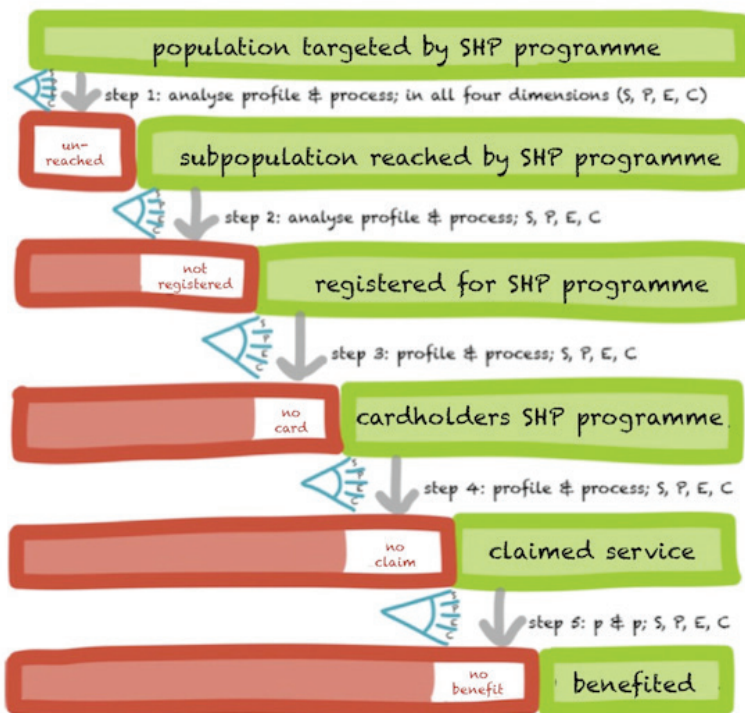 population targeted by SHP programme
step 1: analyse profile & process; in all four dimensions (S, P, E, C)
un-
reached
subpopulation reached by SHP programme
step 2: analyse profile & process; S, P, E, C
not
registered
registered for SHP programme
step 3: profile & process; S, P, E, C
no
card
cardholders SHP programme
step 4: profile & process; S, P, E, C
no
claim
claimed service
step 5: p & p; S, P, E, C
no
benefit
benefited